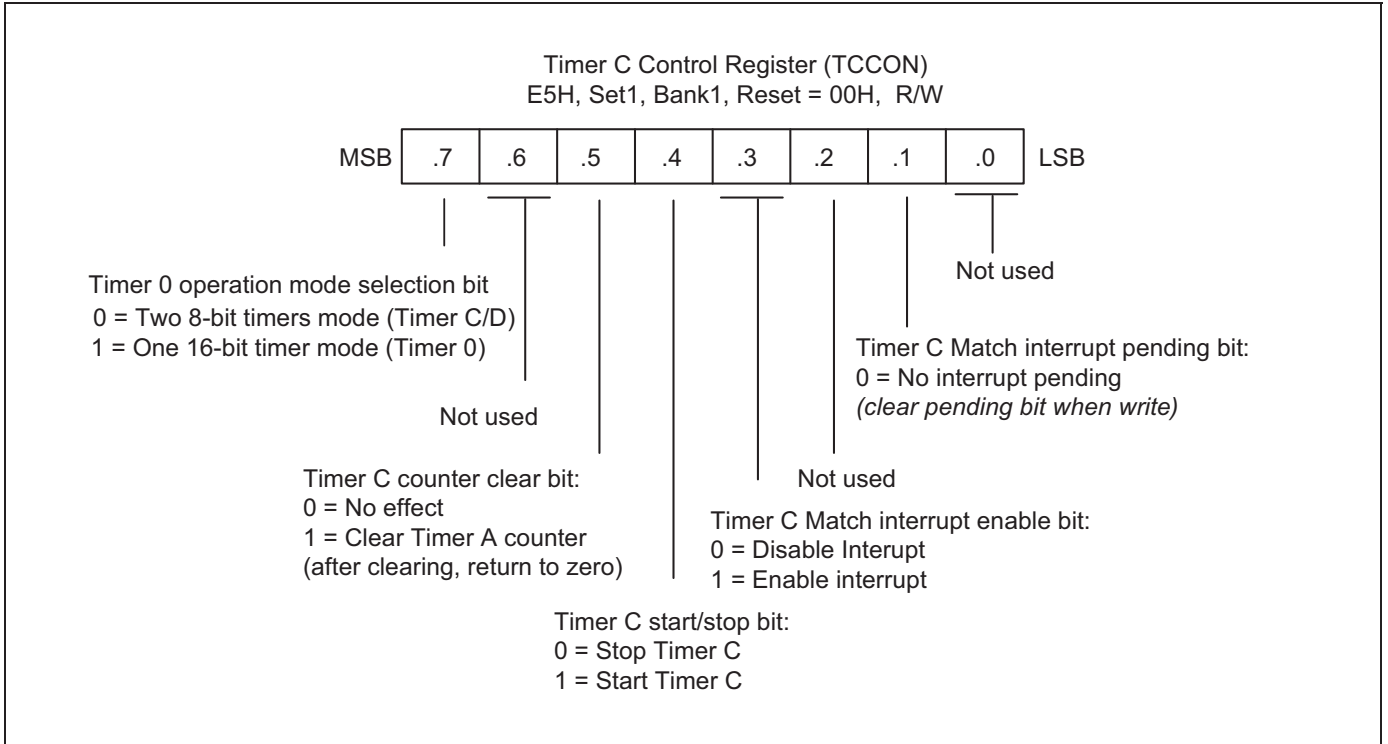 Timer C Control Register (TCCON)
E5H, Set1, Bank1, Reset = 00H, R/W
MSB .7 .6 .5 .4 .3 .2 .1 .0 LSB
Timer 0 operation mode selection bit
0 = Two 8-bit timers mode (Timer C/D)
1 = One 16-bit timer mode (Timer 0)
Not used
Timer C counter clear bit:
0 = No effect
1 = Clear Timer A counter
(after clearing, return to zero)
Timer C start/stop bit:
0 = Stop Timer C
1 = Start Timer C
Timer C Match interrupt enable bit:
0 = Disable Interupt
1 = Enable interrupt
Not used
Timer C Match interrupt pending bit:
0 = No interrupt pending
(clear pending bit when write)
Not used